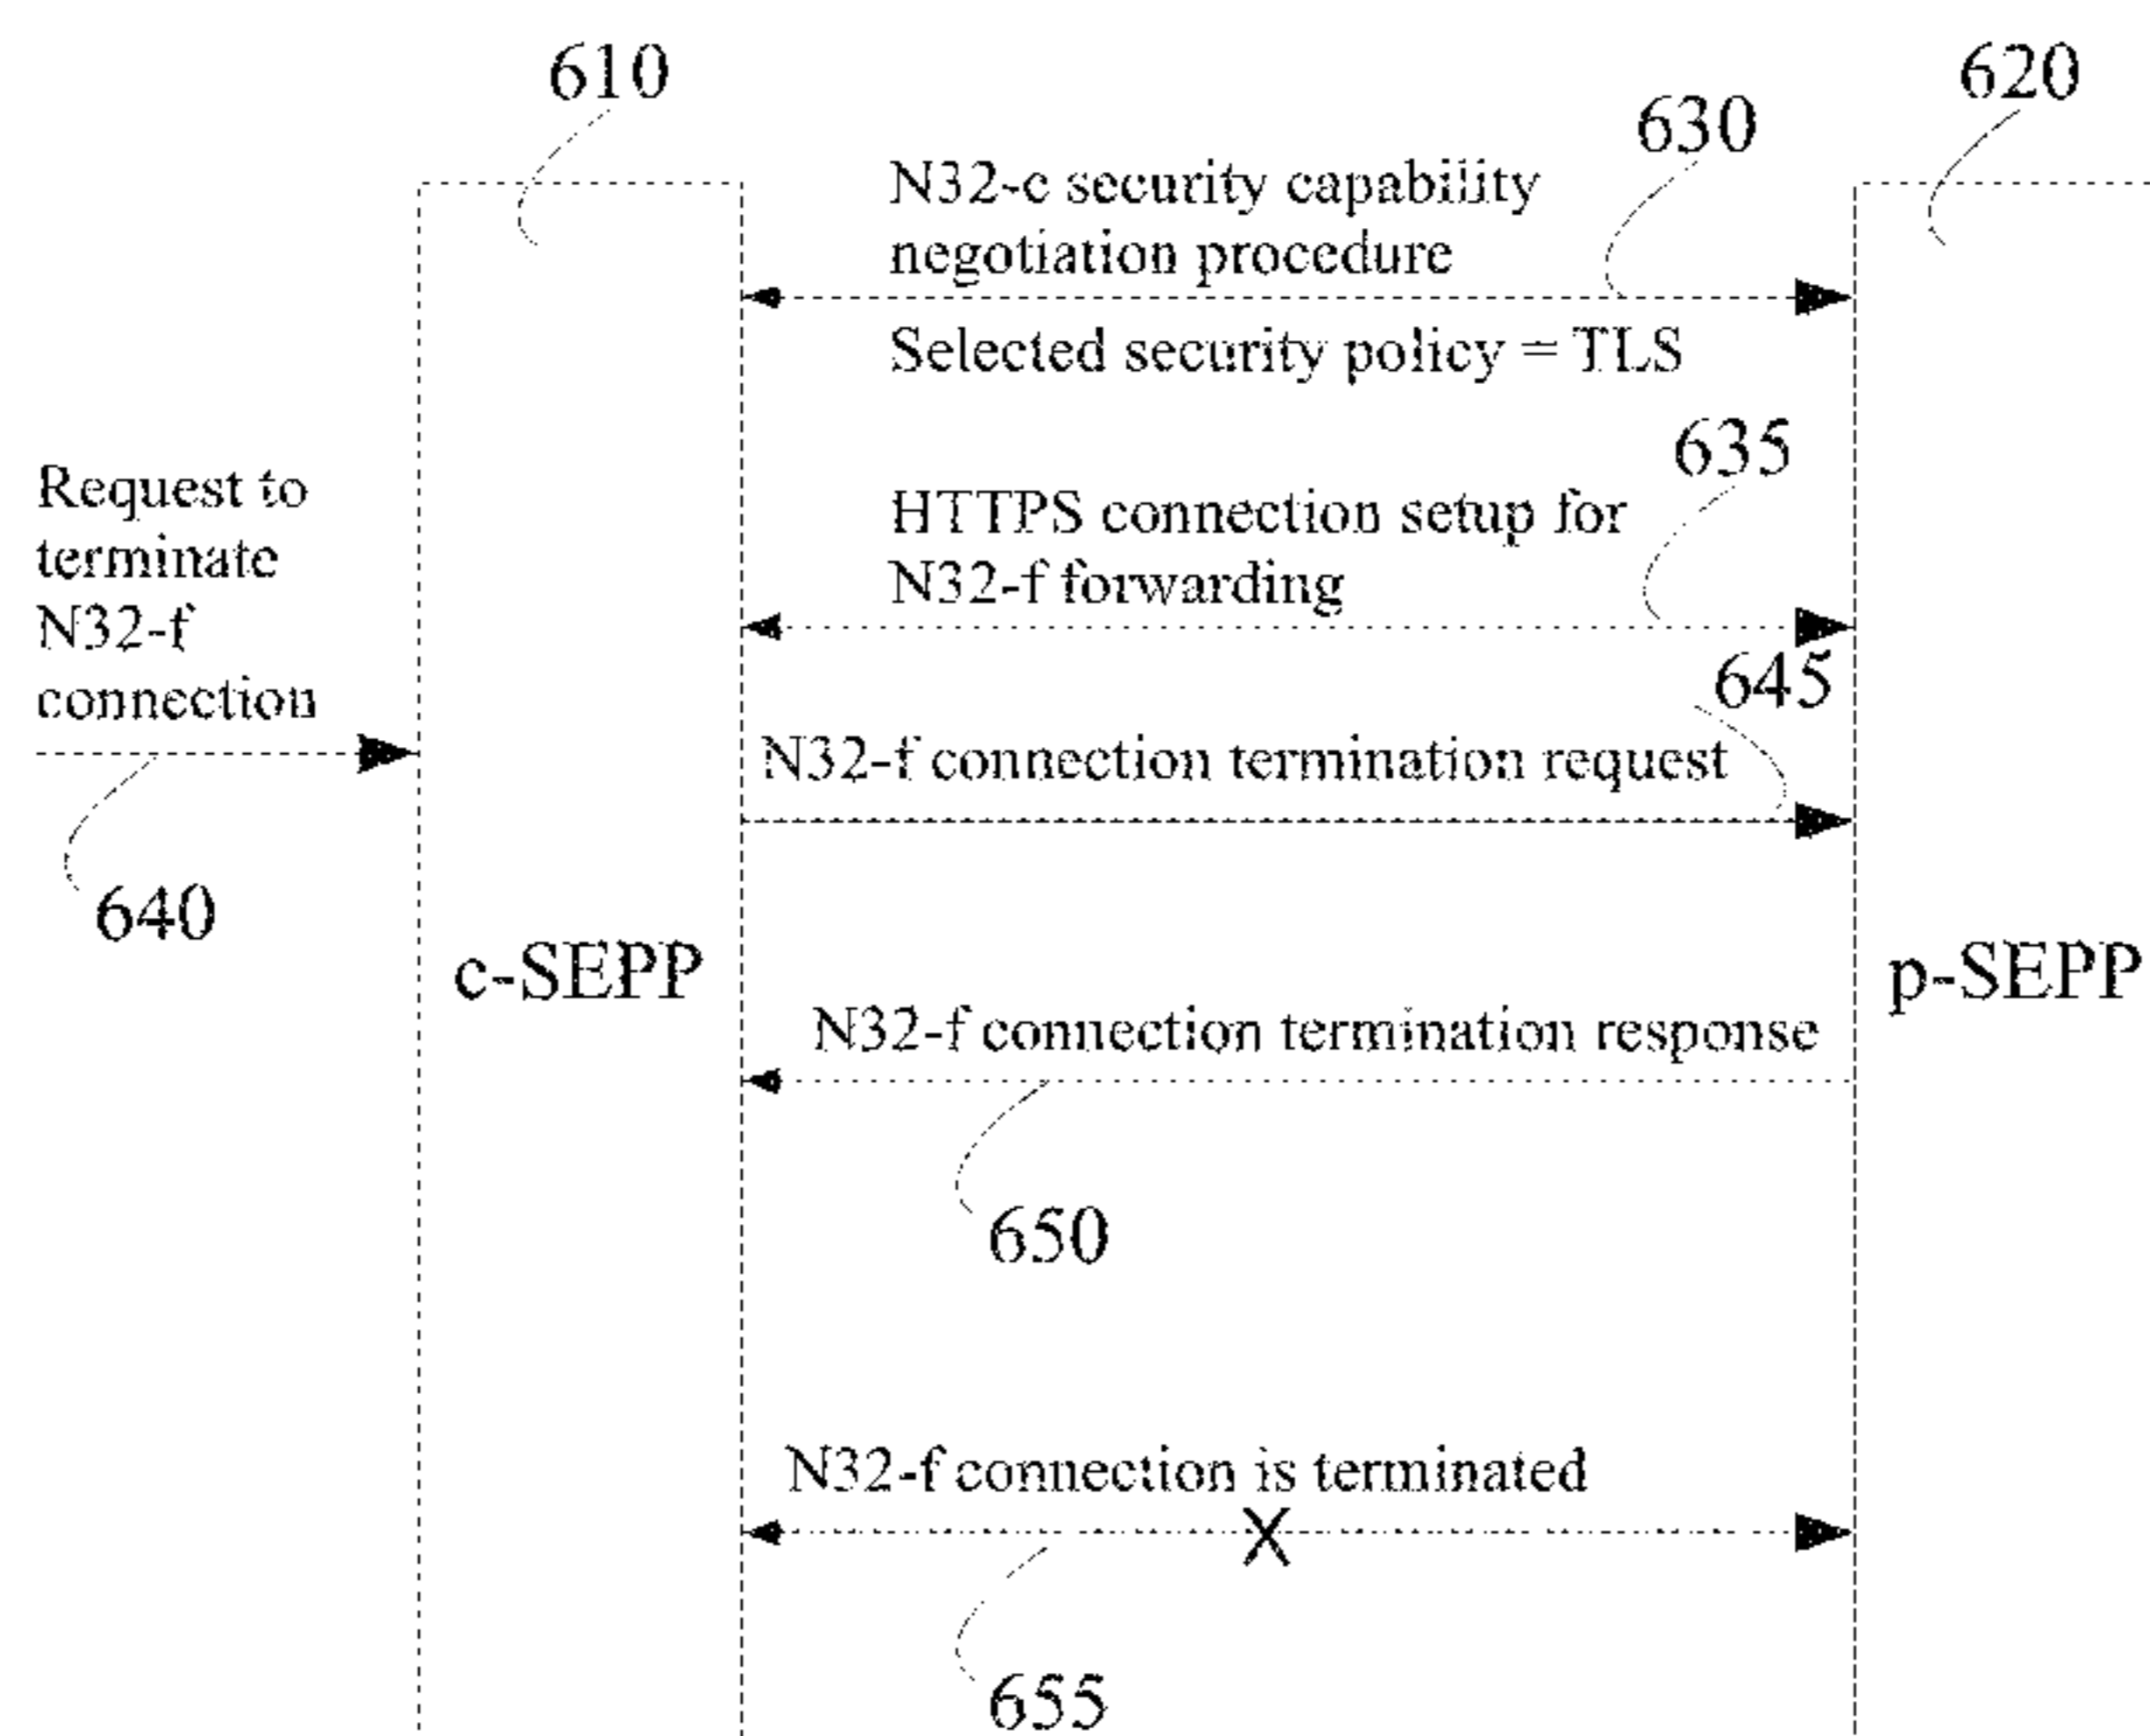 610
620
630
N32-c security capability
negotiation procedure
Selected security policy = TLS
635
Request to
terminate
N32-f
connection
HTTPS connection setup for
N32-f forwarding
645
N32-f connection termination request
640
c-SEPP
p-SEPP
N32-f connection termination response
650
N32-f connection is terminated
X
655